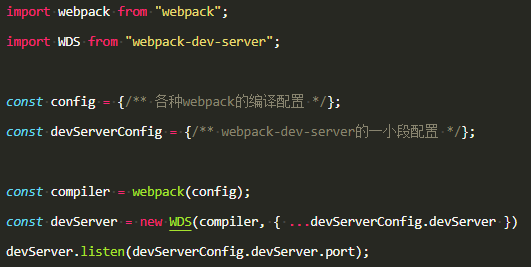 import webpack from "webpack";
import WDS from "webpack-dev-server";
const config = {/** 各种webpack的编译配置 */};
const devServerConfig = {/** webpack-dev-server的一小段配置 */};
const compiler = webpack(config);
const devServer = new WDS(compiler, { ...devServerConfig.devServer })
devServer.listen(devServerConfig.devServer.port);